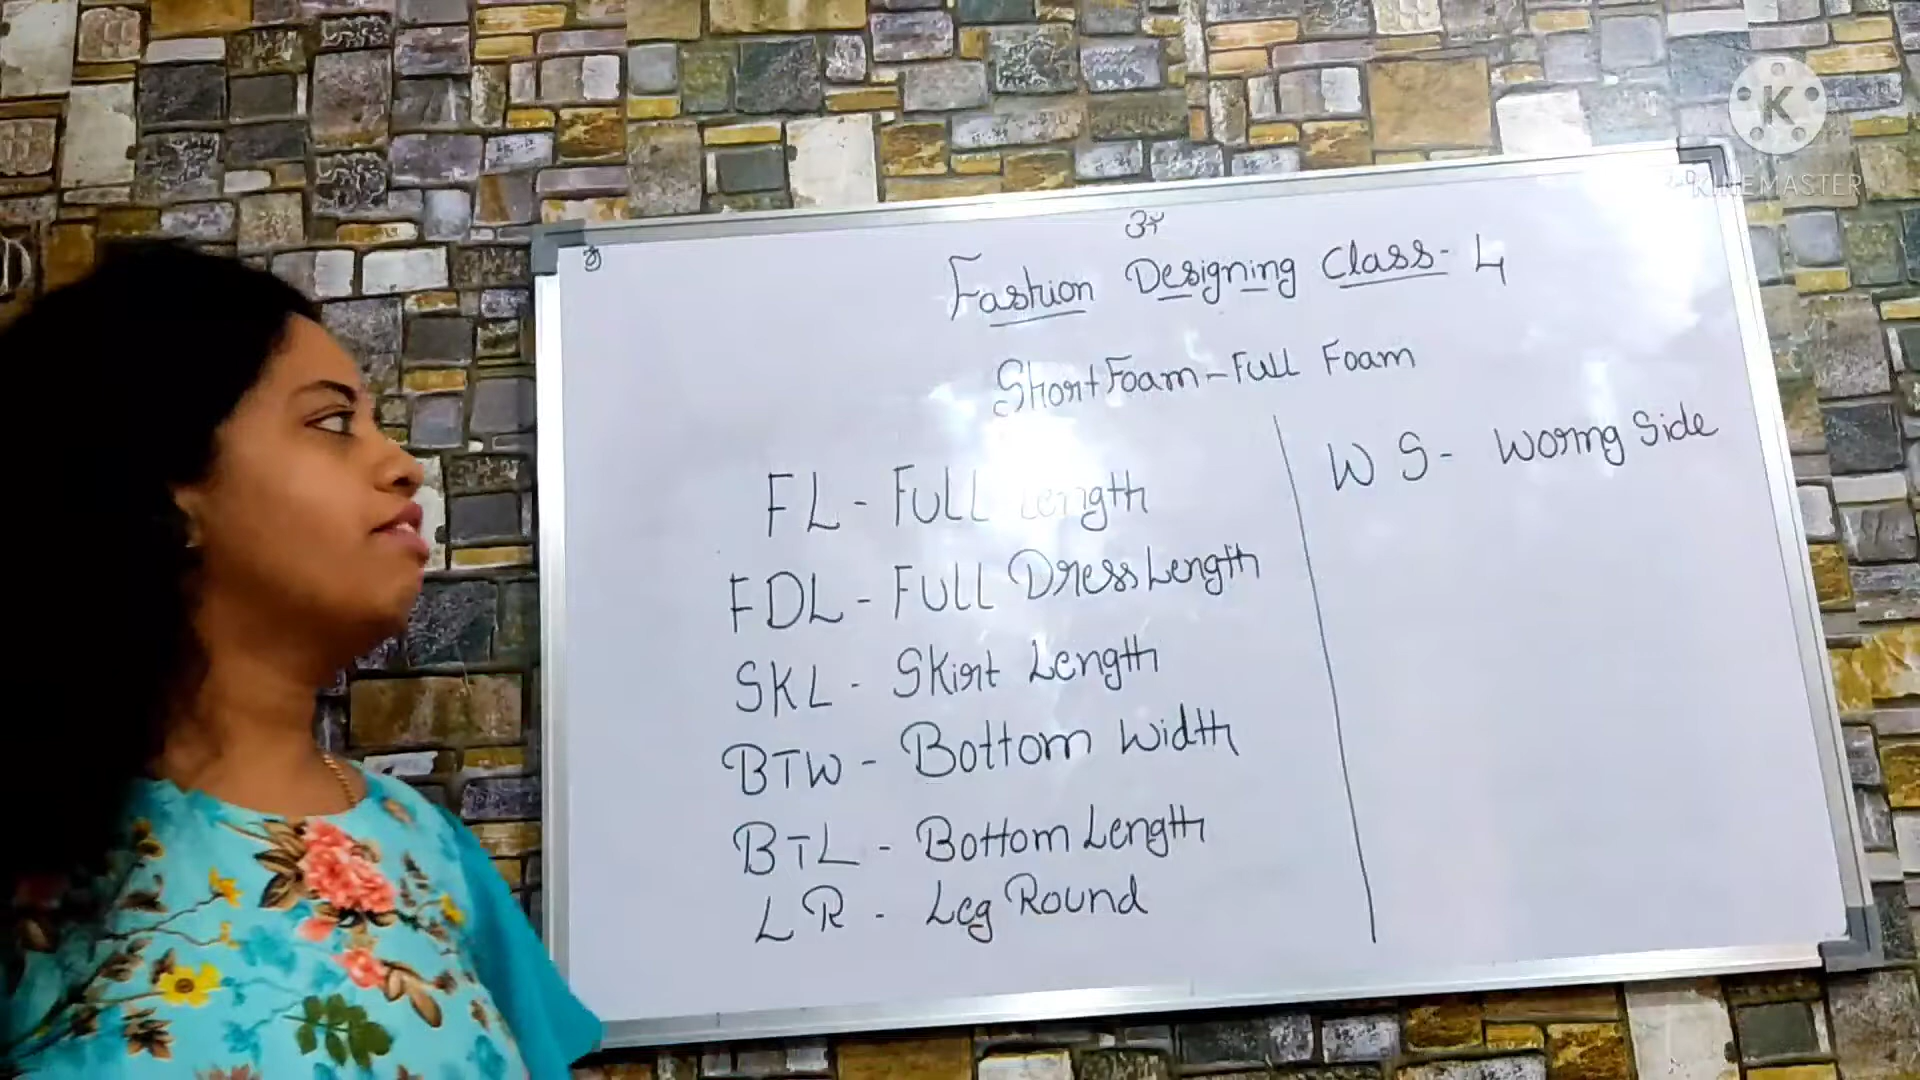 K
KINEMASTER
Fashion Designing Class- 4
Short Foam - Full Foam
FL - Full Length
FDL - Full Dress Length
SKL - Skirt Length
BTW - Bottom Width
BTL - Bottom Length
LR - Leg Round
WS - Worng Side